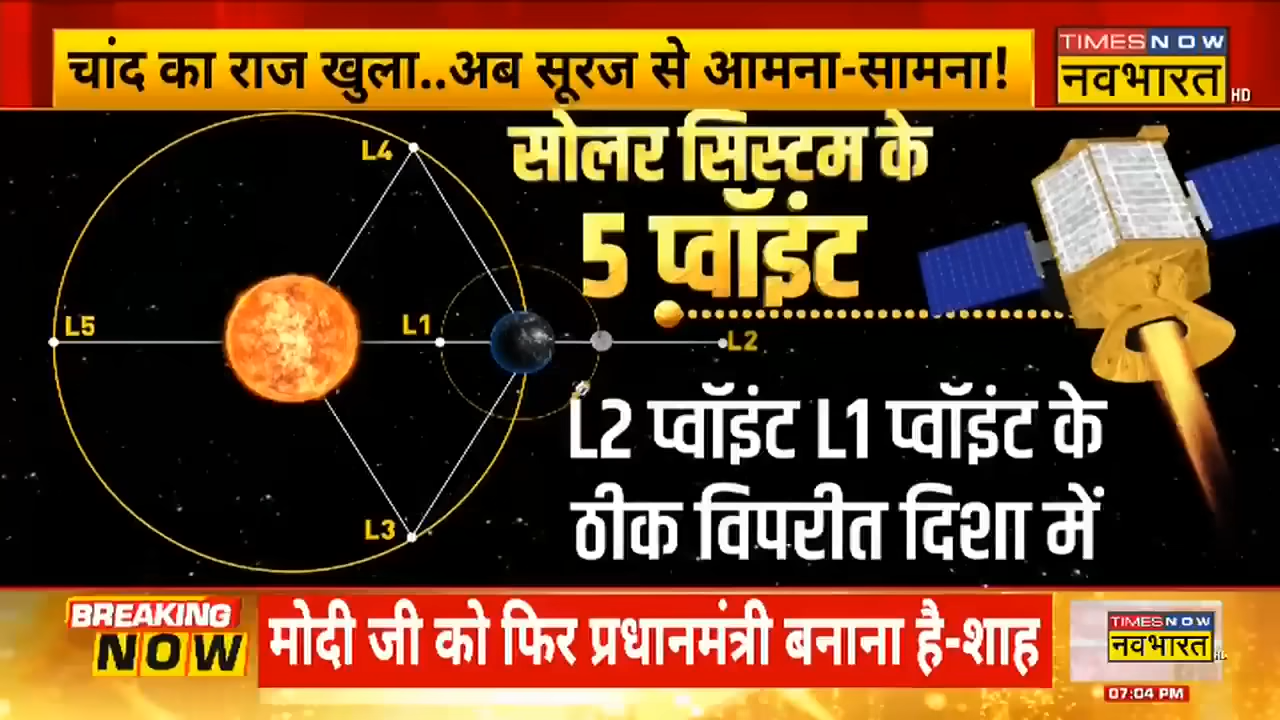 चांद का राज खुला..अब सूरज से आमना-सामना!
TIMES NOW
नवभारत
HD
सोलर सिस्टम के
5 प्वॉइंट
L4
L5
L1
L2
L3
L2 प्वॉइंट L1 प्वॉइंट के
ठीक विपरीत दिशा में
BREAKING
NOW
मोदी जी को फिर प्रधानमंत्री बनाना है-शाह
TIMES NOW
नवभारत
HD
07:04 PM